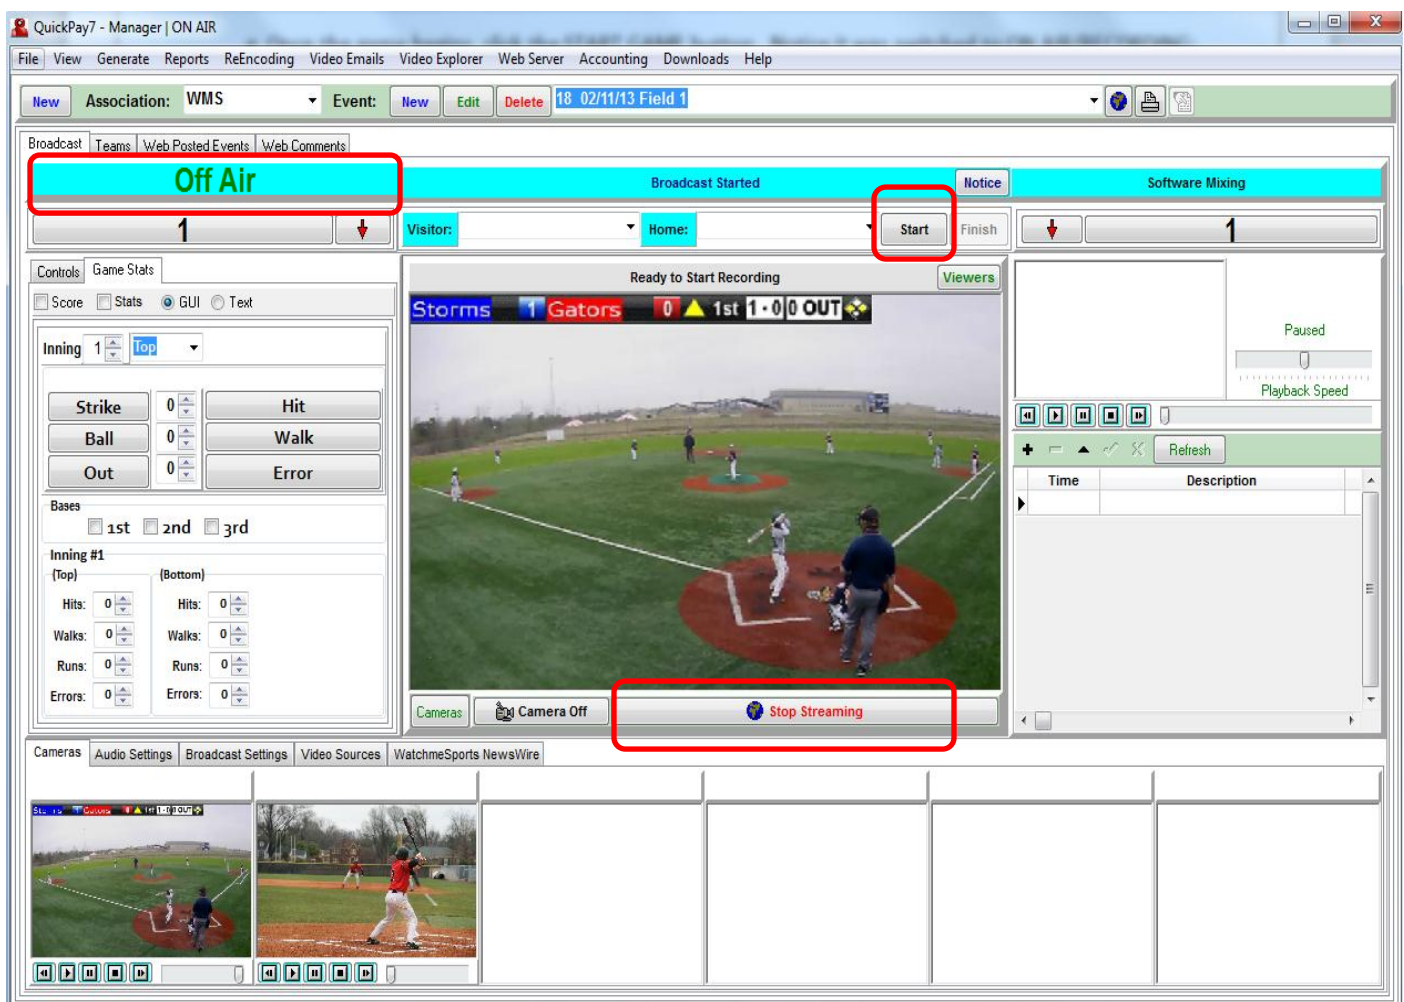 QuickPay7 - Manager | ON AIR
File View Generate Reports ReEncoding Video Emails Video Explorer Web Server Accounting Downloads Help
New Association: WMS Event: New Edit Delete 18 02/11/13 Field 1
Broadcast Teams Web Posted Events Web Comments
Off Air Broadcast Started Notice Software Mixing
1 Visitor: Home: Start Finish 1
Controls Game Stats
Ready to Start Recording Viewers
Score Stats GUI Text
Storms 1 Gators 0 1st 1 - 0 0 OUT
Inning 1 Top
Paused
Playback Speed
Strike 0 Hit
Ball 0 Walk
Out 0 Error
Refresh
Time Description
Bases
1st 2nd 3rd
Inning #1
(Top) (Bottom)
Hits: 0 Hits: 0
Walks: 0 Walks: 0
Runs: 0 Runs: 0
Errors: 0 Errors: 0
Cameras Camera Off Stop Streaming
Cameras Audio Settings Broadcast Settings Video Sources WatchmeSports NewsWire
Gators 1st 1 - 0 0 OUT